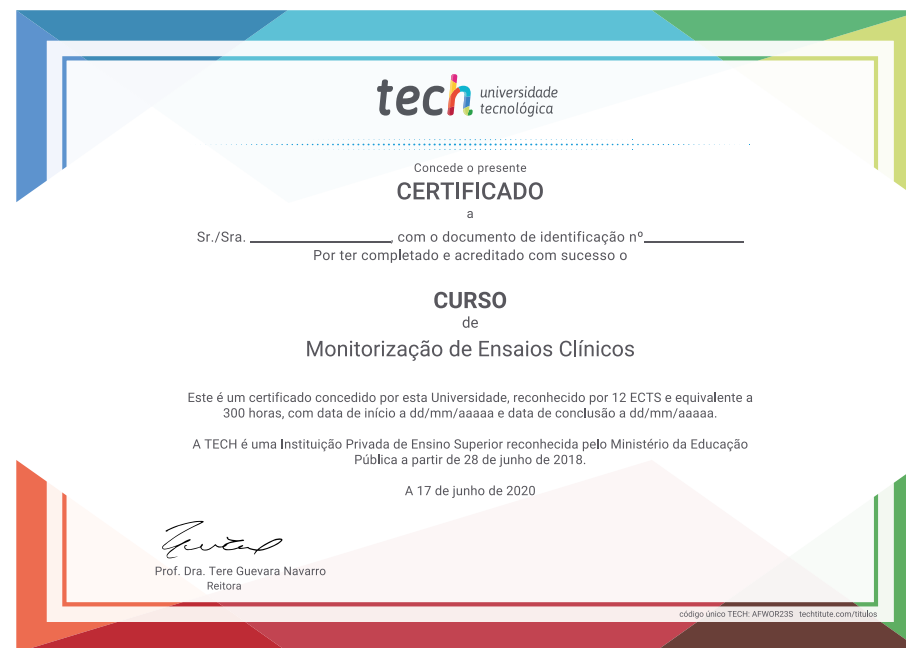 tech universidade
tecnológica
Concede o presente
CERTIFICADO
a
Sr./Sra. ________________, com o documento de identificação nº____________
Por ter completado e acreditado com sucesso o
CURSO
de
Monitorização de Ensaios Clínicos
Este é um certificado concedido por esta Universidade, reconhecido por 12 ECTS e equivalente a
300 horas, com data de início a dd/mm/aaaaa e data de conclusão a dd/mm/aaaaa.
A TECH é uma Instituição Privada de Ensino Superior reconhecida pelo Ministério da Educação
Pública a partir de 28 de junho de 2018.
A 17 de junho de 2020
Prof. Dra. Tere Guevara Navarro
Reitora
código único TECH: AFWOR23S techtitute.com/titulos